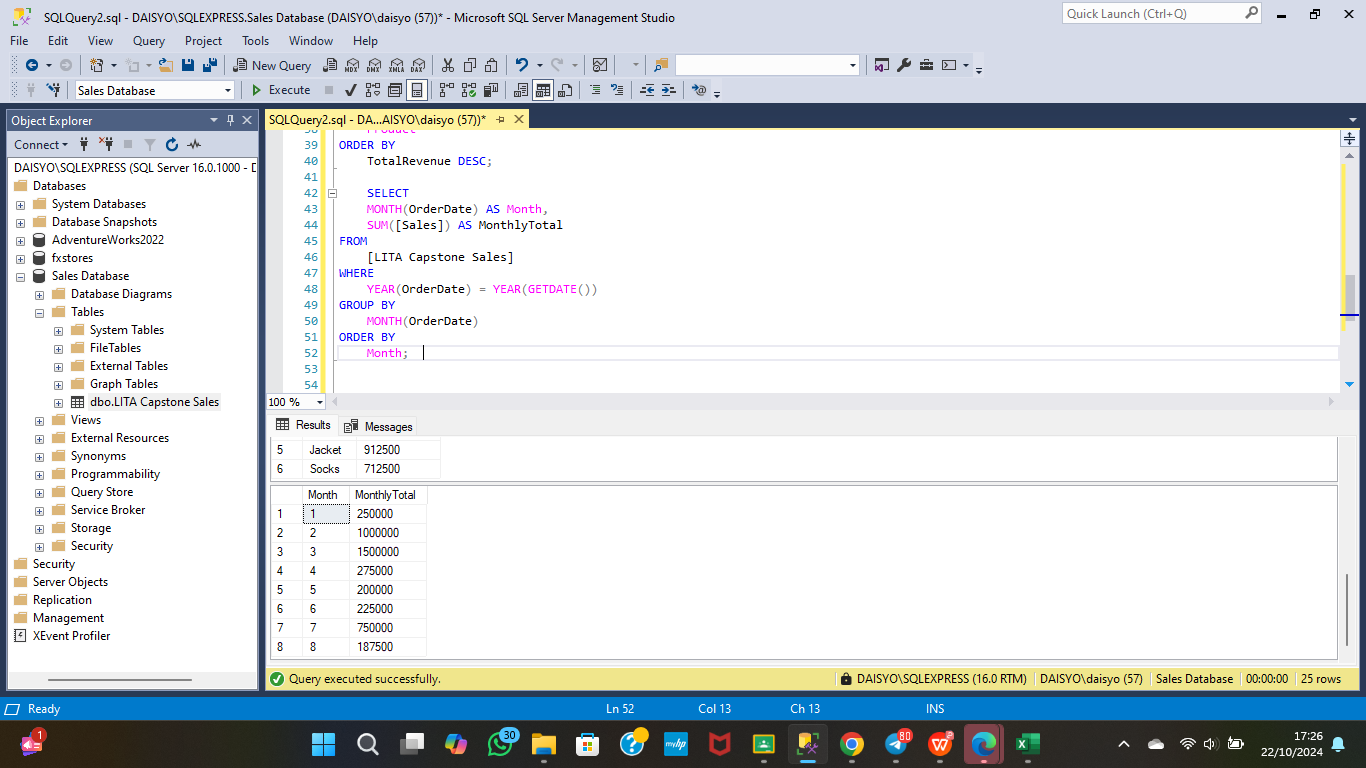 SQLQuery2.sql - DAISYO\SQLEXPRESS.Sales Database (DAISYO\daisyo (57))* - Microsoft SQL Server Management Studio
Quick Launch (Ctrl+Q)
File Edit View Query Project Tools Window Help
New Query
MDX DMX XMLA DAX
Sales Database
Execute
Object Explorer
Connect
DAISYO\SQLEXPRESS (SQL Server 16.0.1000 - D
Databases
System Databases
Database Snapshots
AdventureWorks2022
fxstores
Sales Database
Database Diagrams
Tables
System Tables
FileTables
External Tables
Graph Tables
dbo.LITA Capstone Sales
Views
External Resources
Synonyms
Programmability
Query Store
Service Broker
Storage
Security
Security
Server Objects
Replication
Management
XEvent Profiler
SQLQuery2.sql - DA...AISYO\daisyo (57))*
38 Product
39 ORDER BY
40 TotalRevenue DESC;
41
42 SELECT
43 MONTH(OrderDate) AS Month,
44 SUM([Sales]) AS MonthlyTotal
45 FROM
46 [LITA Capstone Sales]
47 WHERE
48 YEAR(OrderDate) = YEAR(GETDATE())
49 GROUP BY
50 MONTH(OrderDate)
51 ORDER BY
52 Month;
53
54
100 %
Results Messages
5 Jacket 912500
6 Socks 712500
Month MonthlyTotal
1 1 250000
2 2 1000000
3 3 1500000
4 4 275000
5 5 200000
6 6 225000
7 7 750000
8 8 187500
Query executed successfully. DAISYO\SQLEXPRESS (16.0 RTM) DAISYO\daisyo (57) Sales Database 00:00:00 25 rows
Ready Ln 52 Col 13 Ch 13 INS
1
30
mhp
80
17:26
22/10/2024